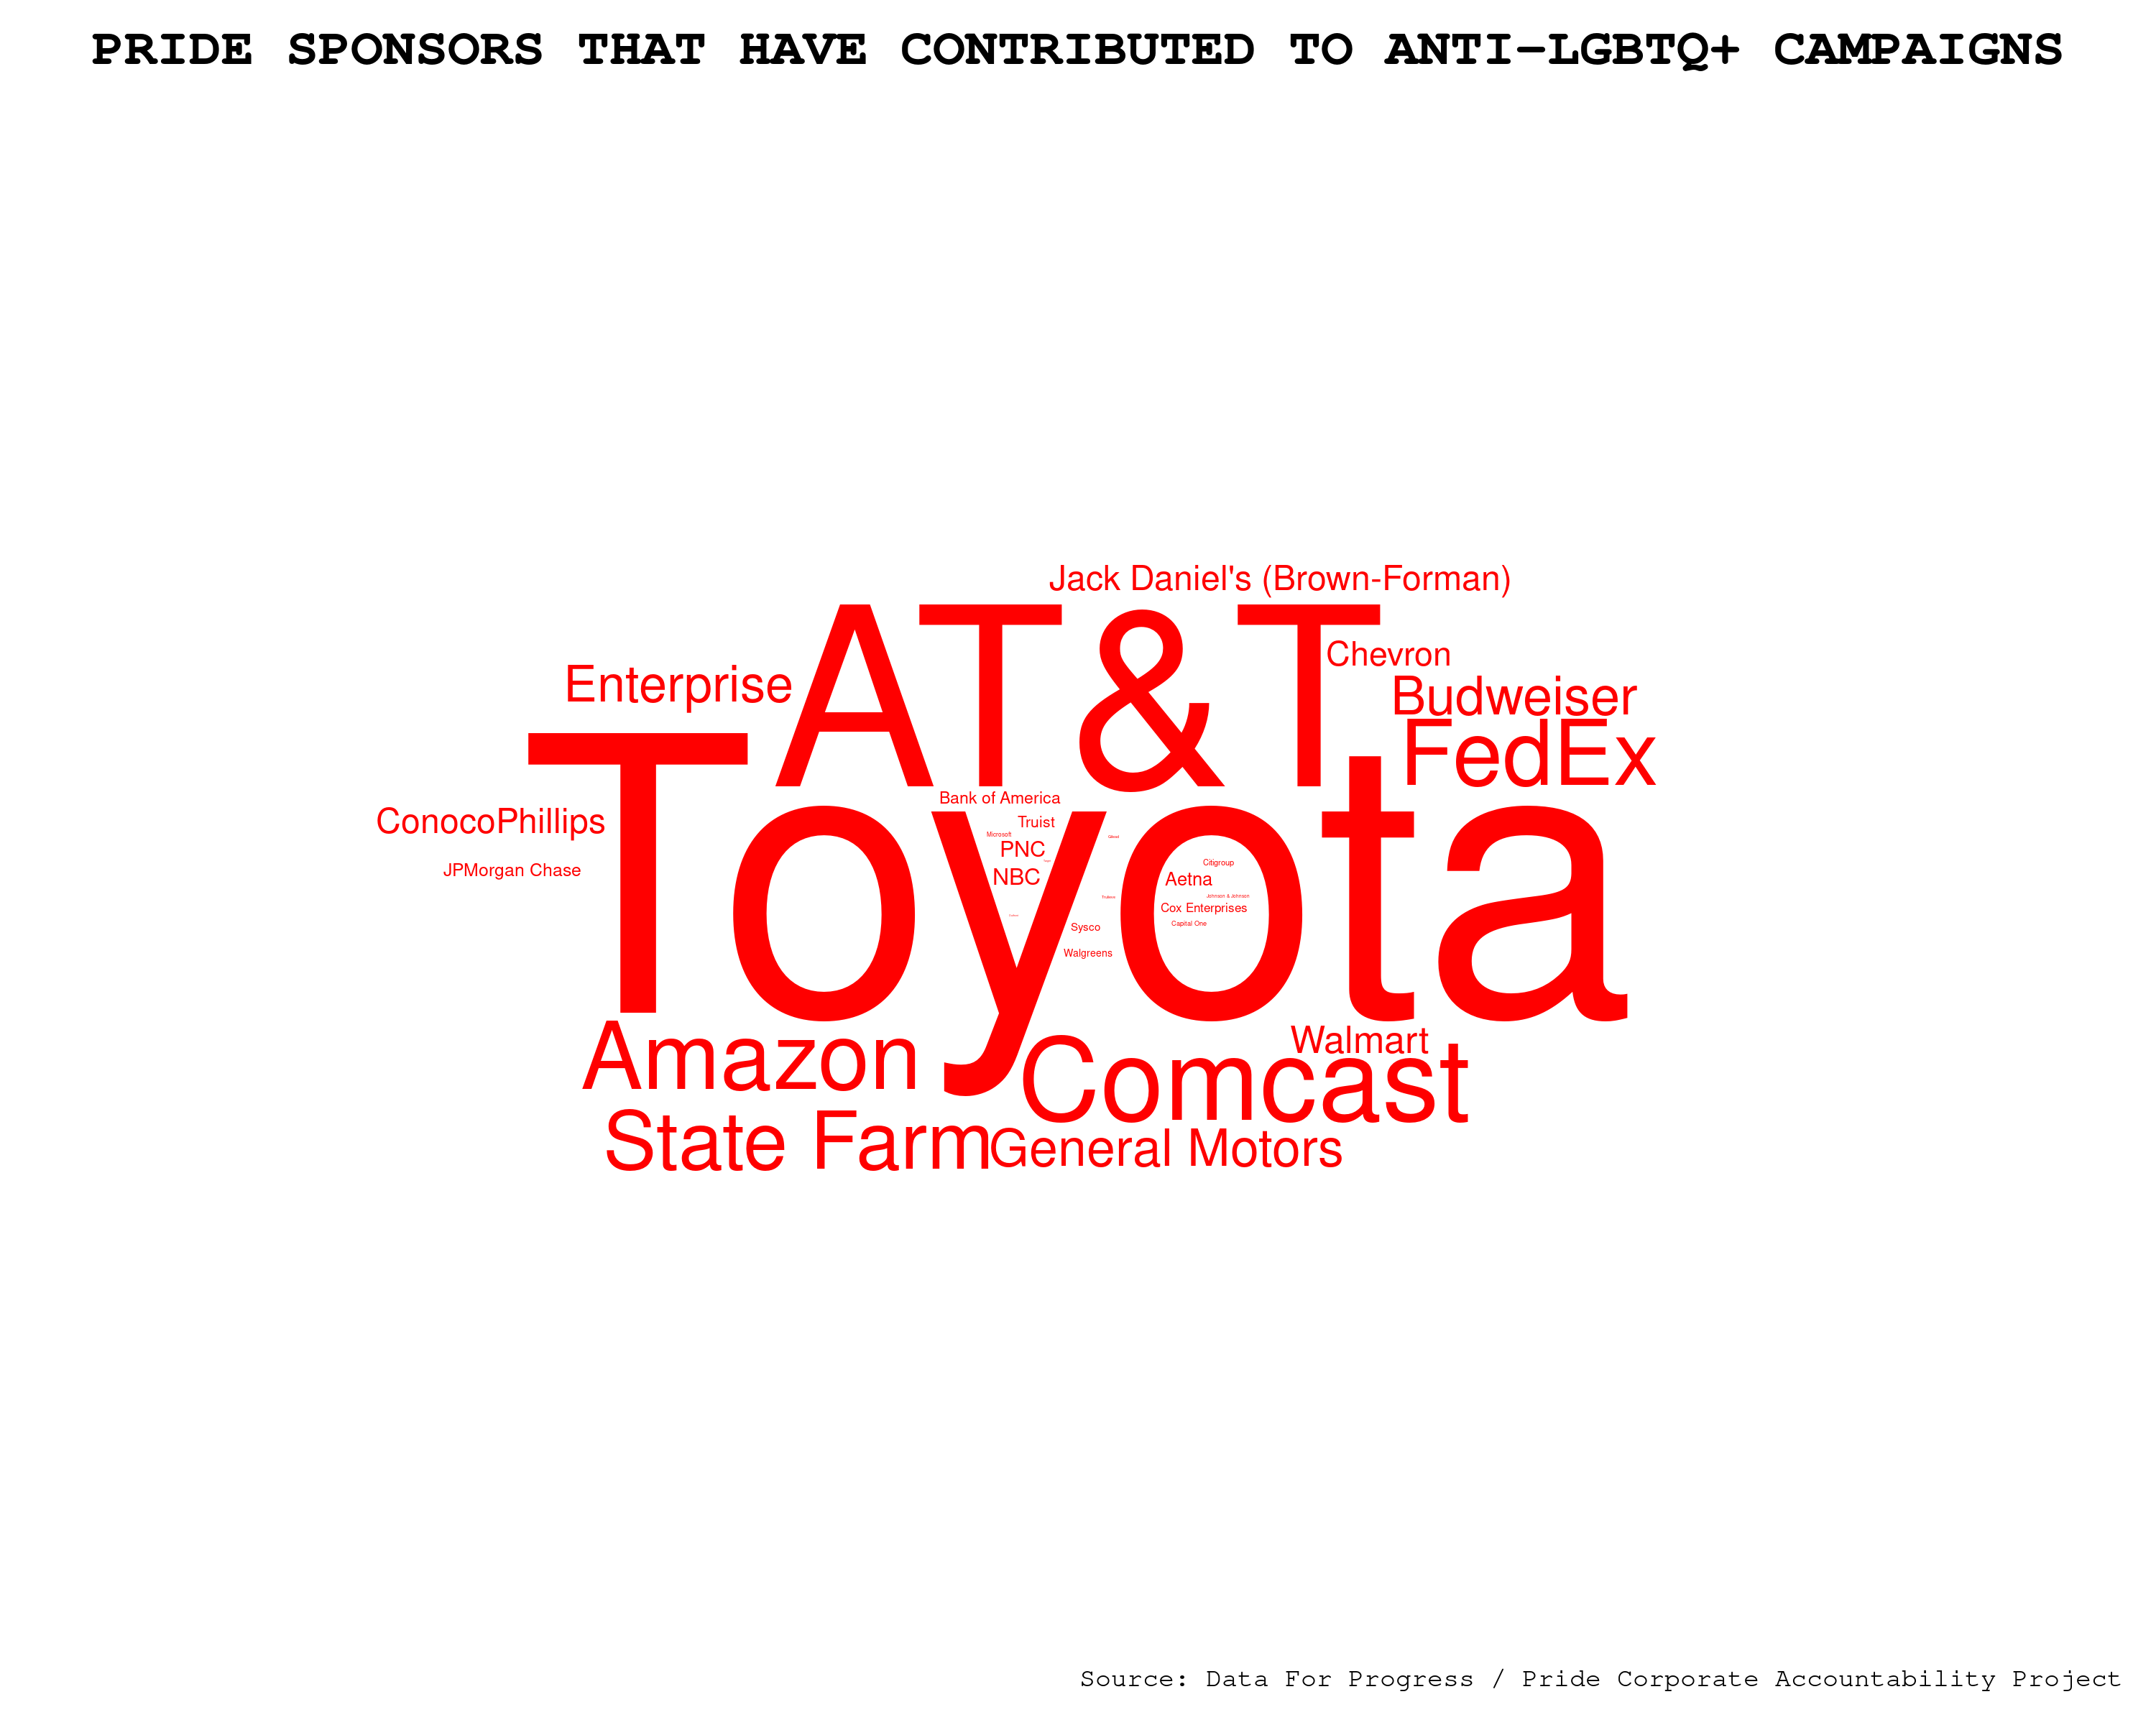 PRIDE SPONSORS THAT HAVE CONTRIBUTED TO ANTI-LGBTQ+ CAMPAIGNS
Jack Daniel's (Brown-Forman)
AT&T
Chevron
Enterprise
Budweiser
FedEx
Toyota
Bank of America
ConocoPhillips
Truist
Microsoft
PNC
Citigroup
JPMorgan Chase
NBC
Aetna
Johnson & Johnson
Cox Enterprises
Capital One
Sysco
Walgreens
Walmart
Amazon
Comcast
State Farm
General Motors
Source: Data For Progress / Pride Corporate Accountability Project